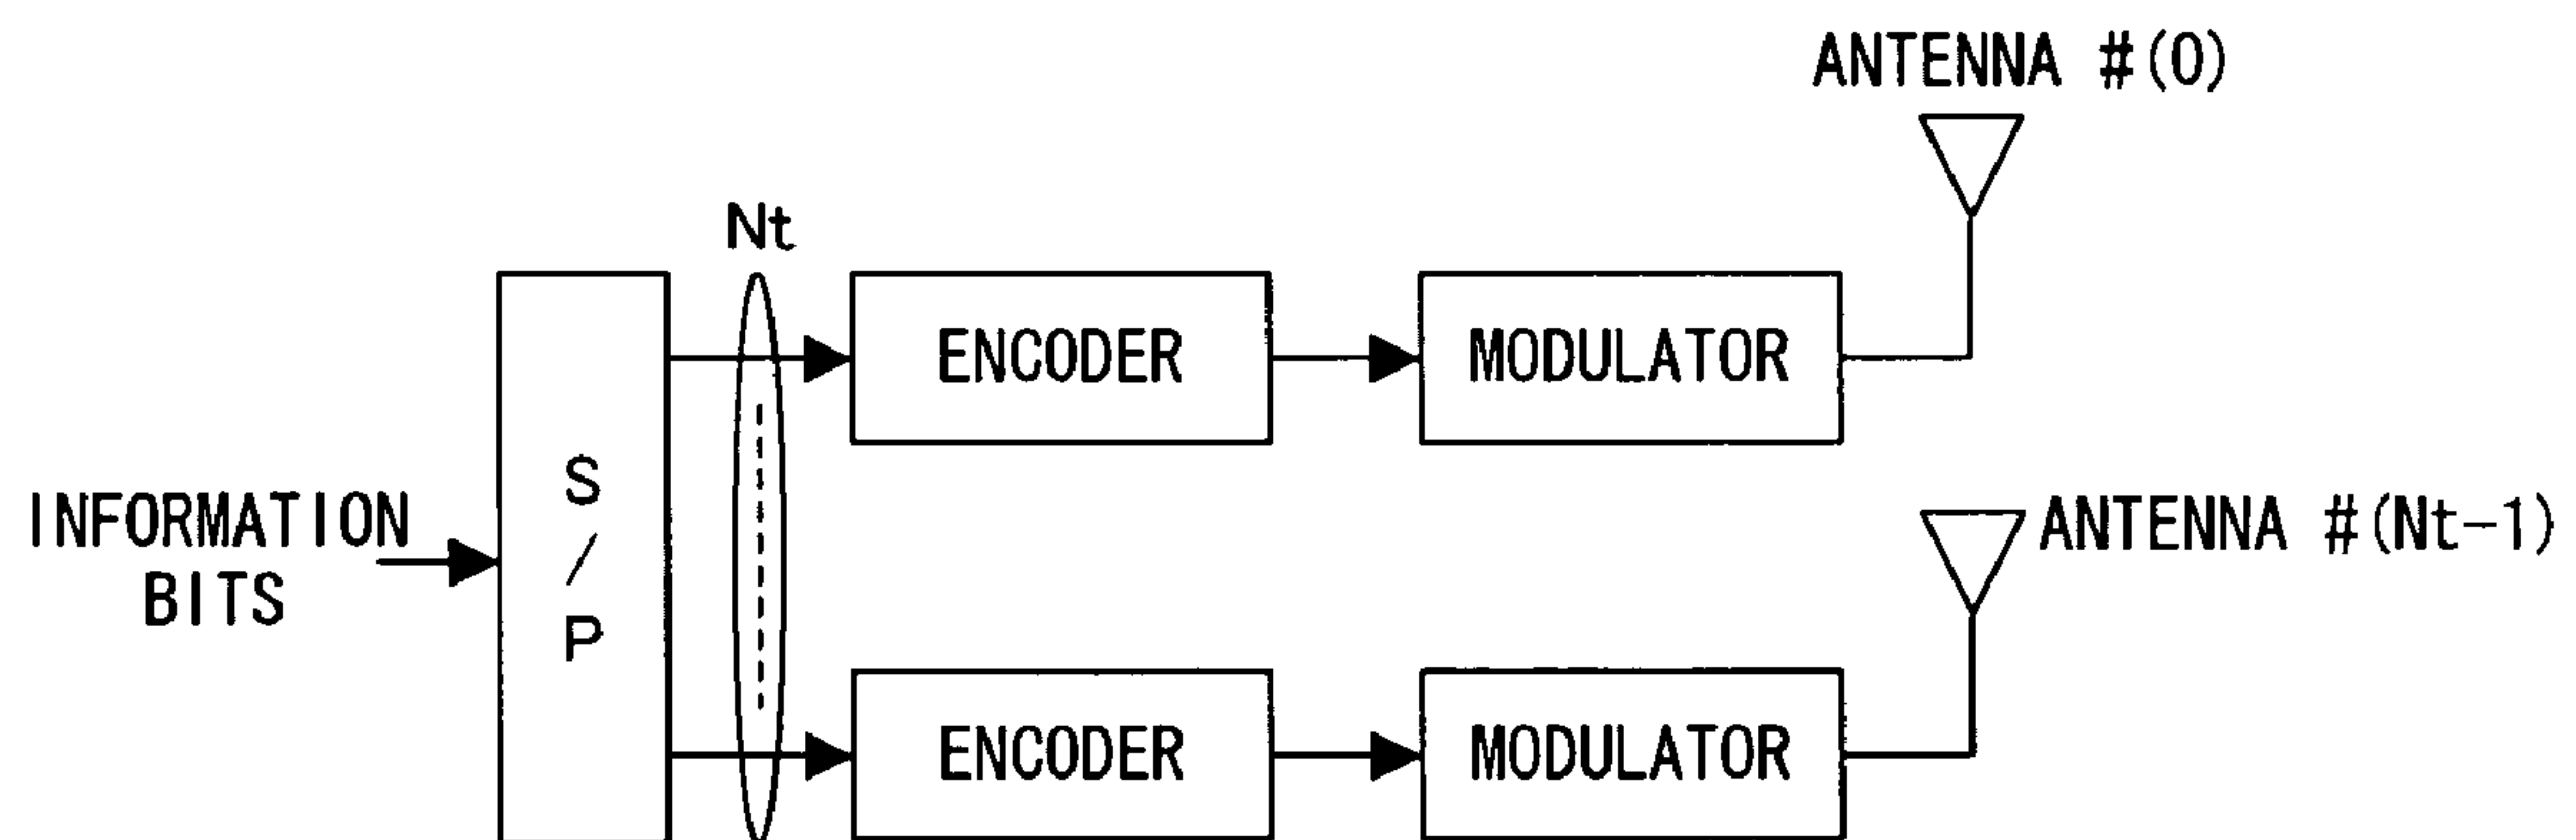 ANTENNA #(0)
Nt
ENCODER
MODULATOR
INFORMATION
BITS
S
/
P
ANTENNA #(Nt-1)
ENCODER
MODULATOR